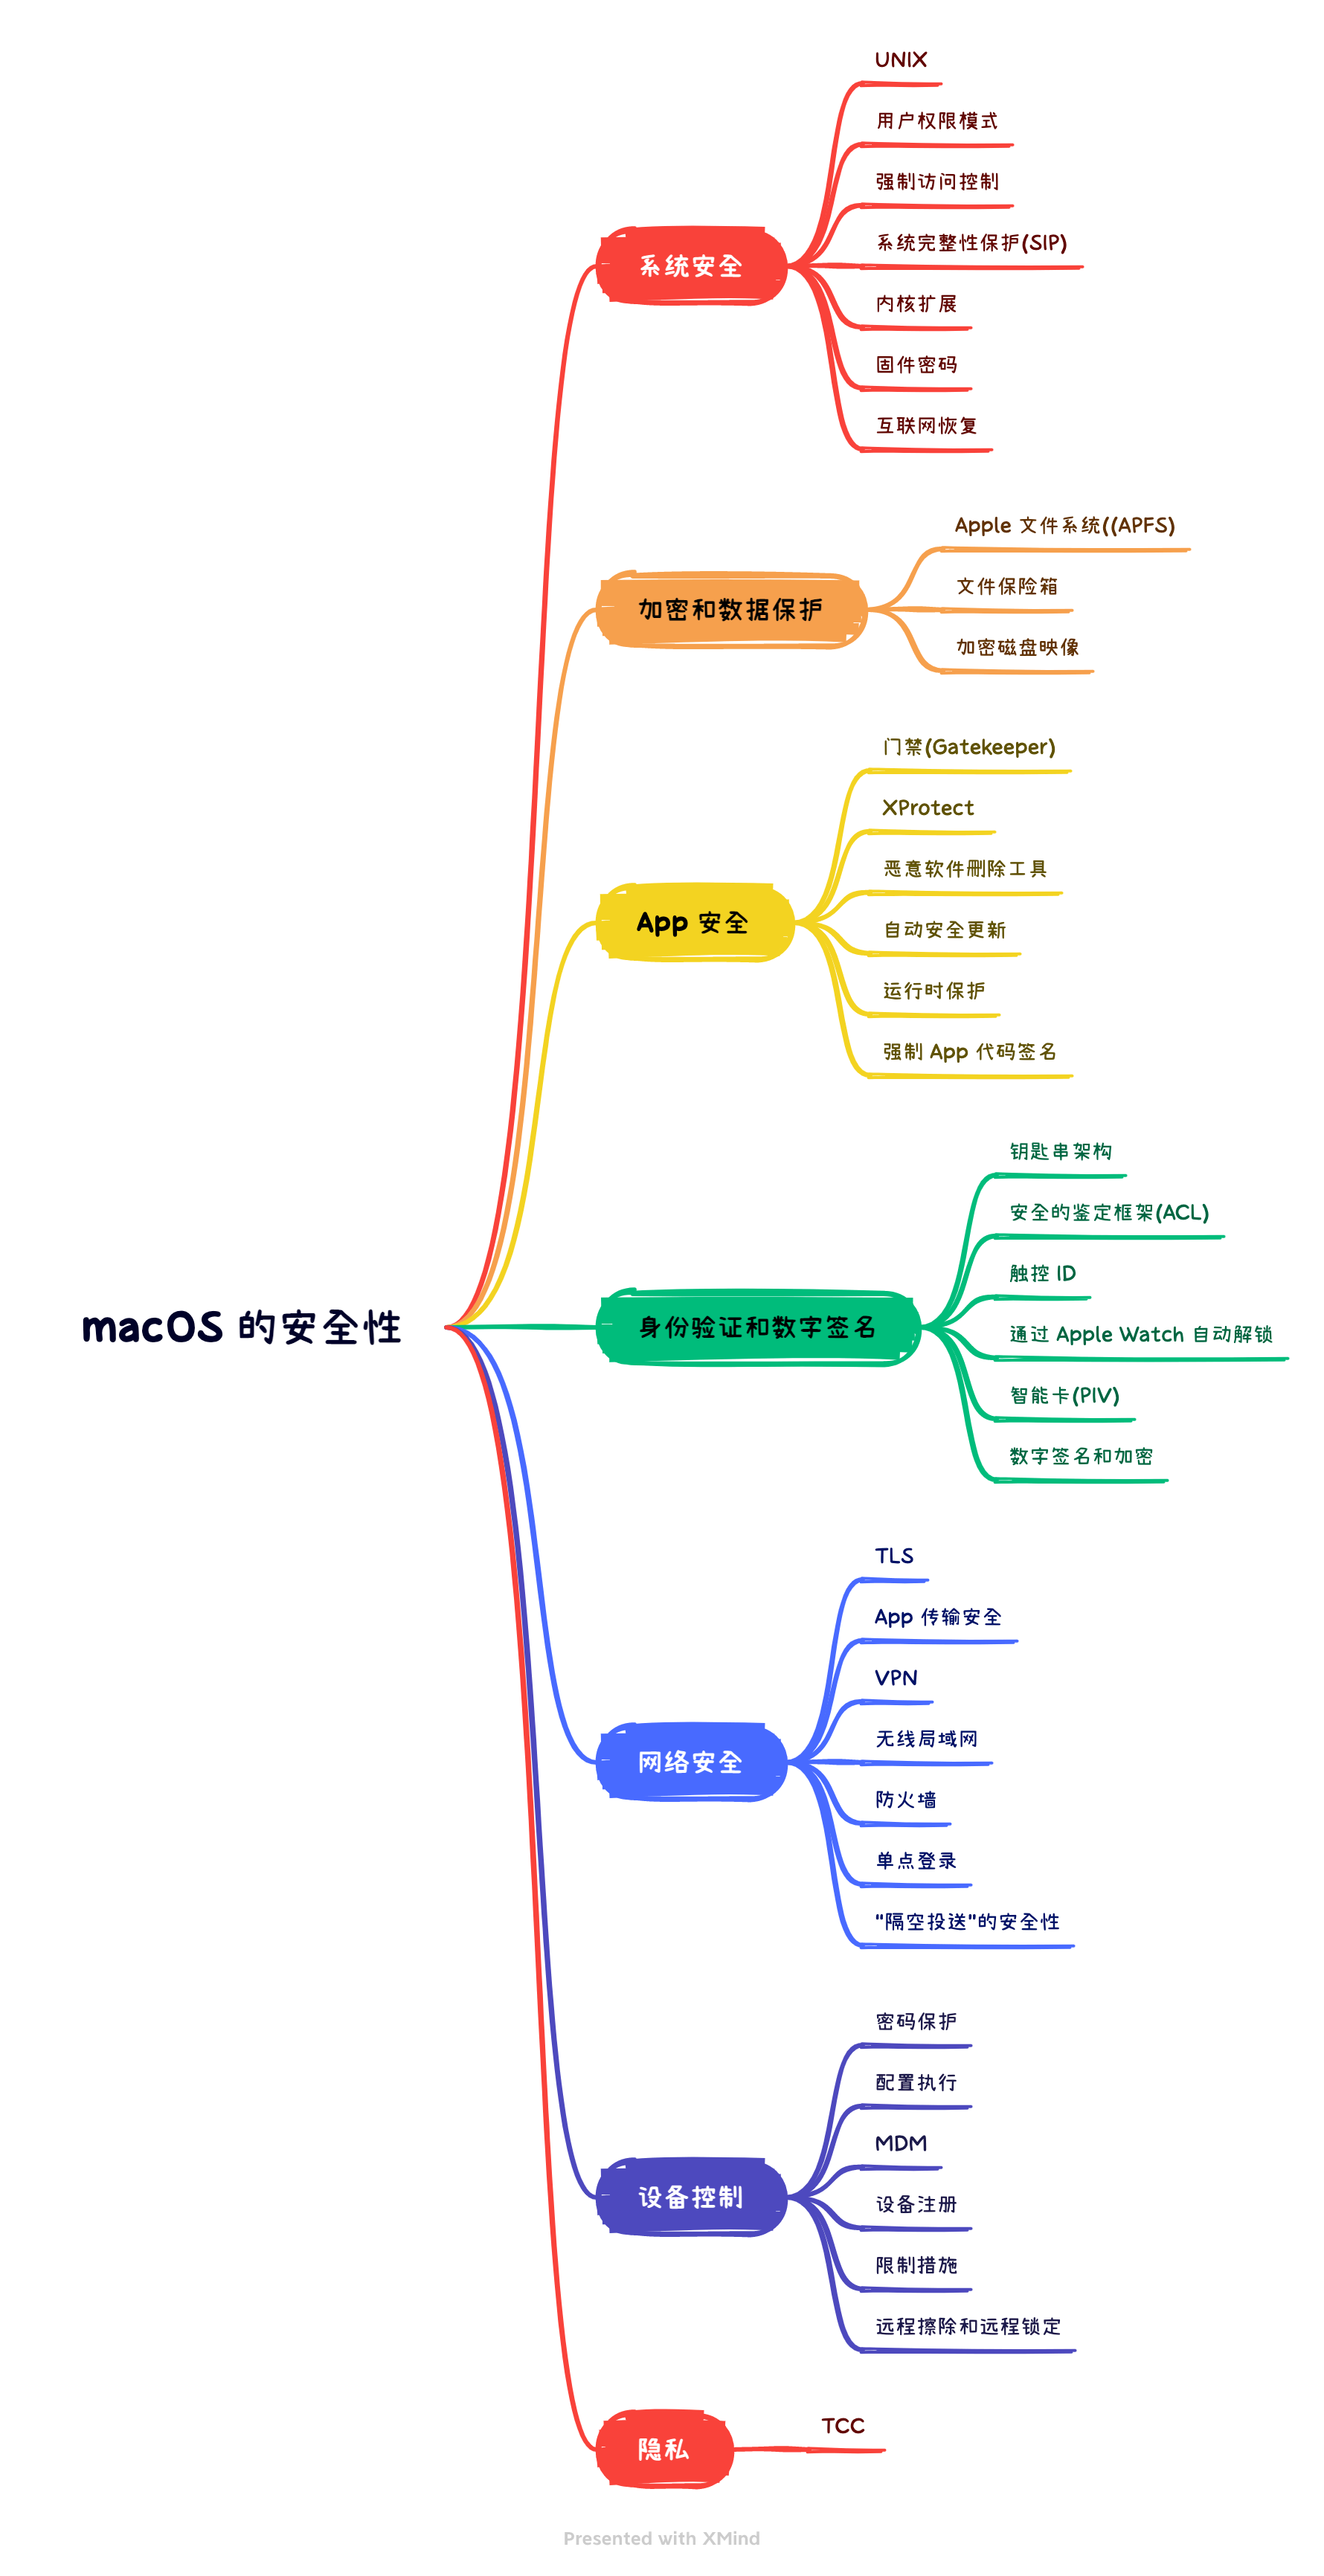 macOS 的安全性
系统安全
UNIX
用户权限模式
强制访问控制
系统完整性保护(SIP)
内核扩展
固件密码
互联网恢复
加密和数据保护
Apple 文件系统((APFS)
文件保险箱
加密磁盘映像
App 安全
门禁(Gatekeeper)
XProtect
恶意软件删除工具
自动安全更新
运行时保护
强制 App 代码签名
身份验证和数字签名
钥匙串架构
安全的鉴定框架(ACL)
触控 ID
通过 Apple Watch 自动解锁
智能卡(PIV)
数字签名和加密
网络安全
TLS
App 传输安全
VPN
无线局域网
防火墙
单点登录
"隔空投送"的安全性
设备控制
密码保护
配置执行
MDM
设备注册
限制措施
远程擦除和远程锁定
隐私
TCC
Presented with XMind